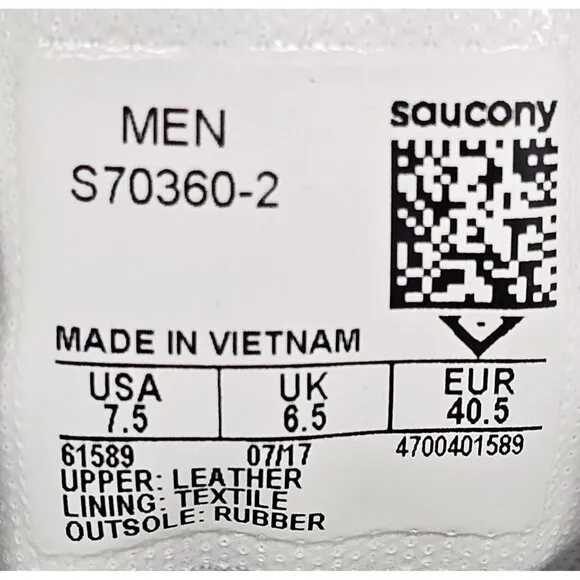 MEN
S70360-2
saucony
MADE IN VIETNAM
USA UK EUR
7.5 6.5 40.5
61589 07/17 4700401589
UPPER: LEATHER
LINING: TEXTILE
OUTSOLE: RUBBER